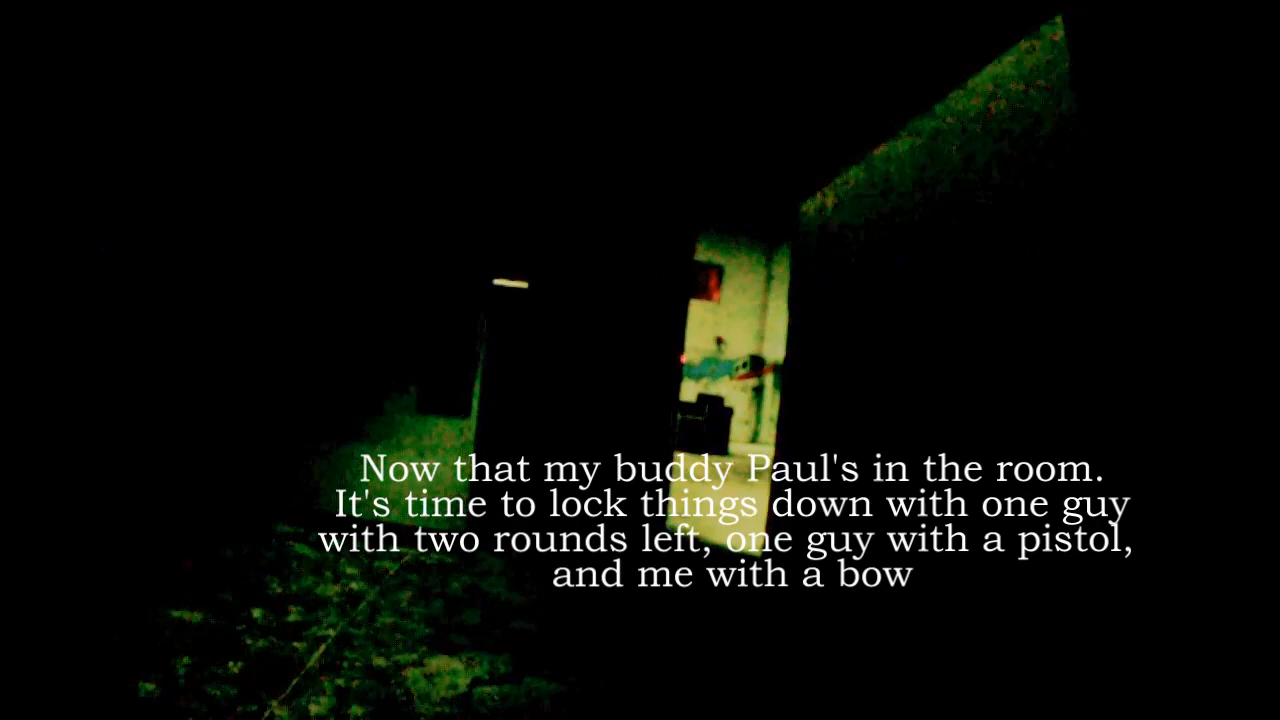 Now that my buddy Paul's in the room.
It's time to lock things down with one guy
with two rounds left, one guy with a pistol,
and me with a bow